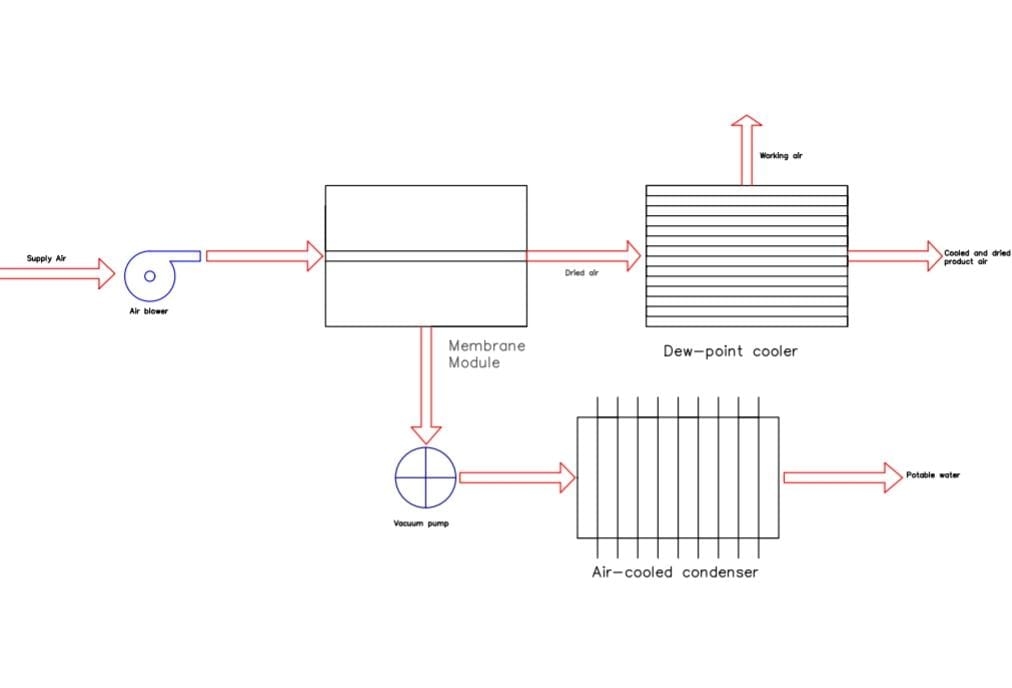 Working air
Supply Air
Cooled and dried
product air
Dried air
Air blower
Membrane
Module
Dew-point cooler
Potable water
Vacuum pump
Air-cooled condenser